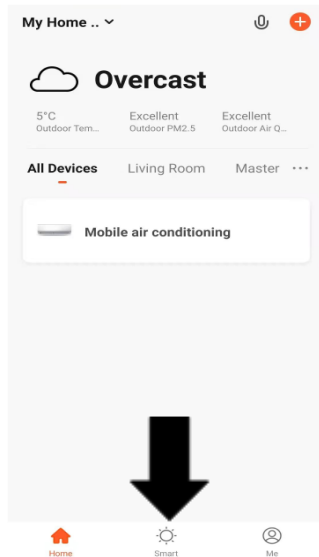 My Home ..
Overcast
5°C Excellent Excellent
Outdoor Tem... Outdoor PM2.5 Outdoor Air Q...
All Devices Living Room Master ...
Mobile air conditioning
Home Smart Me